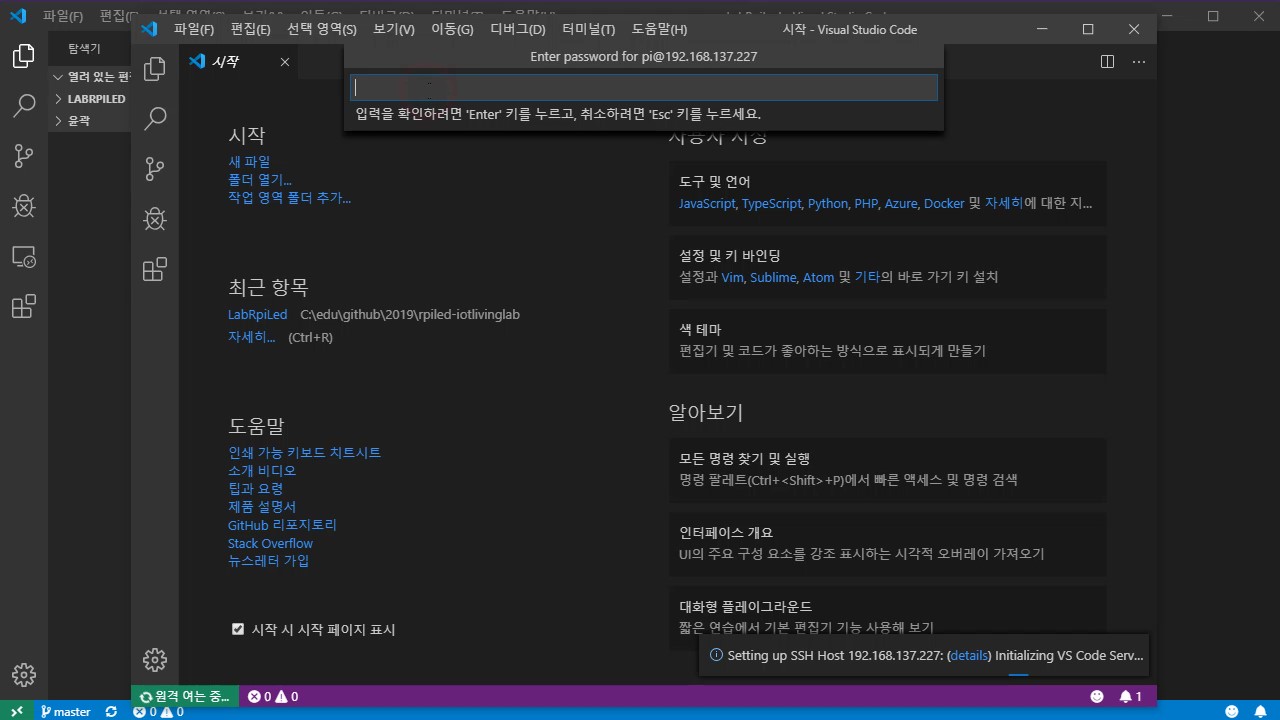 파일(F) 편집(E) 선택 영역(S) 보기(V) 이동(G) 디버그(D) 터미널(T) 도움말(H)
시작 - Visual Studio Code
탐색기
열려 있는 편
LABRPILED
윤곽
시작
Enter password for pi@192.168.137.227
입력을 확인하려면 'Enter' 키를 누르고, 취소하려면 'Esc' 키를 누르세요.
시작
새 파일
폴더 열기...
작업 영역 폴더 추가...
최근 항목
LabRpiLed C:\edu\github\2019\rpiled-iotlivinglab
자세히... (Ctrl+R)
도움말
인쇄 가능 키보드 치트시트
소개 비디오
팁과 요령
제품 설명서
GitHub 리포지토리
Stack Overflow
뉴스레터 가입
시작 시 시작 페이지 표시
사용자 지정
도구 및 언어
JavaScript, TypeScript, Python, PHP, Azure, Docker 및 자세히에 대한 지...
설정 및 키 바인딩
설정과 Vim, Sublime, Atom 및 기타의 바로 가기 키 설치
색 테마
편집기 및 코드가 좋아하는 방식으로 표시되게 만들기
알아보기
모든 명령 찾기 및 실행
명령 팔레트(Ctrl+<Shift>+P)에서 빠른 액세스 및 명령 검색
인터페이스 개요
UI의 주요 구성 요소를 강조 표시하는 시각적 오버레이 가져오기
대화형 플레이그라운드
짧은 연습에서 기본 편집기 기능 사용해 보기
Setting up SSH Host 192.168.137.227: (details) Initializing VS Code Serv...
원격 여는 중... 0 0
1
master 0 0